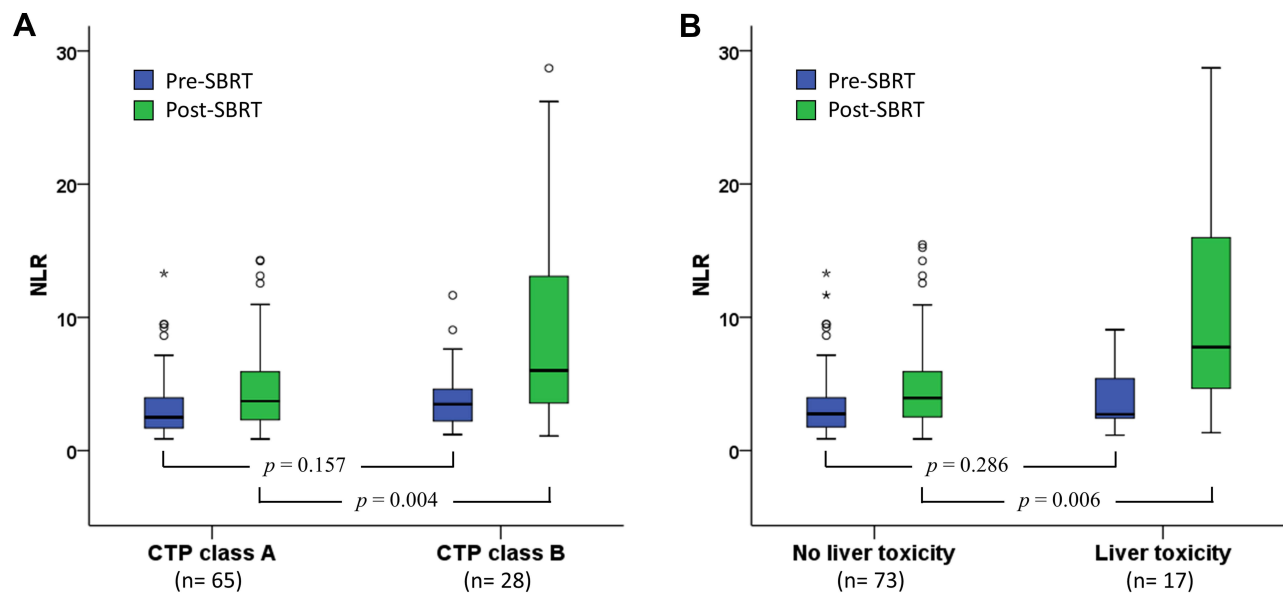 A
30
20
10
0
NLR
Pre-SBRT
Post-SBRT
p = 0.157
p = 0.004
CTP class A
(n= 65)
CTP class B
(n= 28)
B
30
20
10
0
NLR
Pre-SBRT
Post-SBRT
p = 0.286
p = 0.006
No liver toxicity
(n= 73)
Liver toxicity
(n= 17)